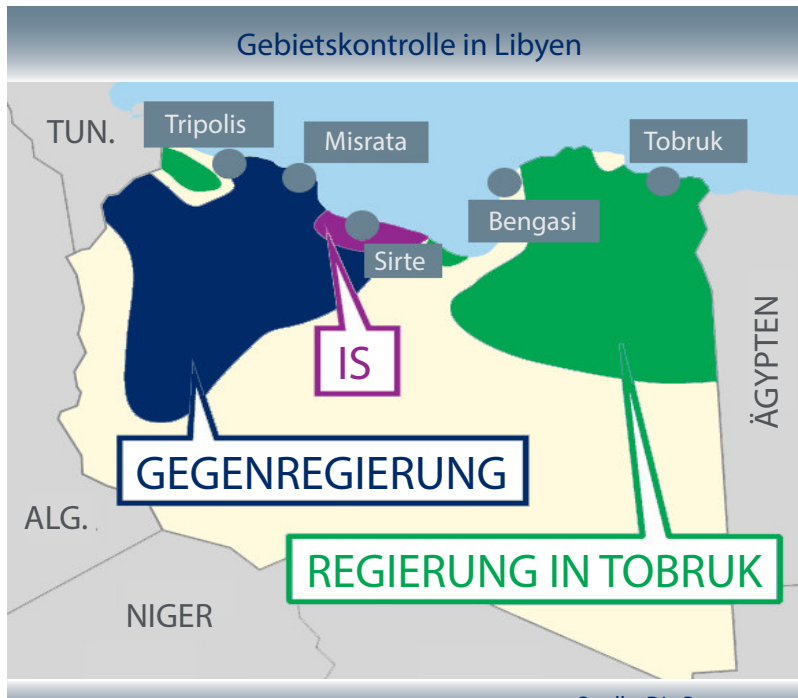 Gebietskontrolle in Libyen
TUN.
Tripolis
Misrata
Tobruk
Bengasi
Sirte
IS
ÄGYPTEN
GEGENREGIERUNG
ALG.
REGIERUNG IN TOBRUK
NIGER